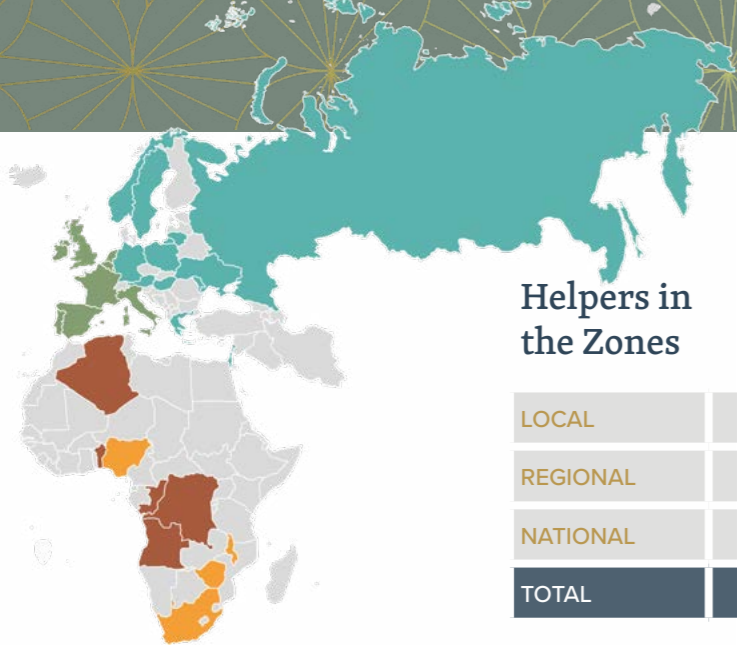 Helpers in
the Zones
LOCAL
REGIONAL
NATIONAL
TOTAL